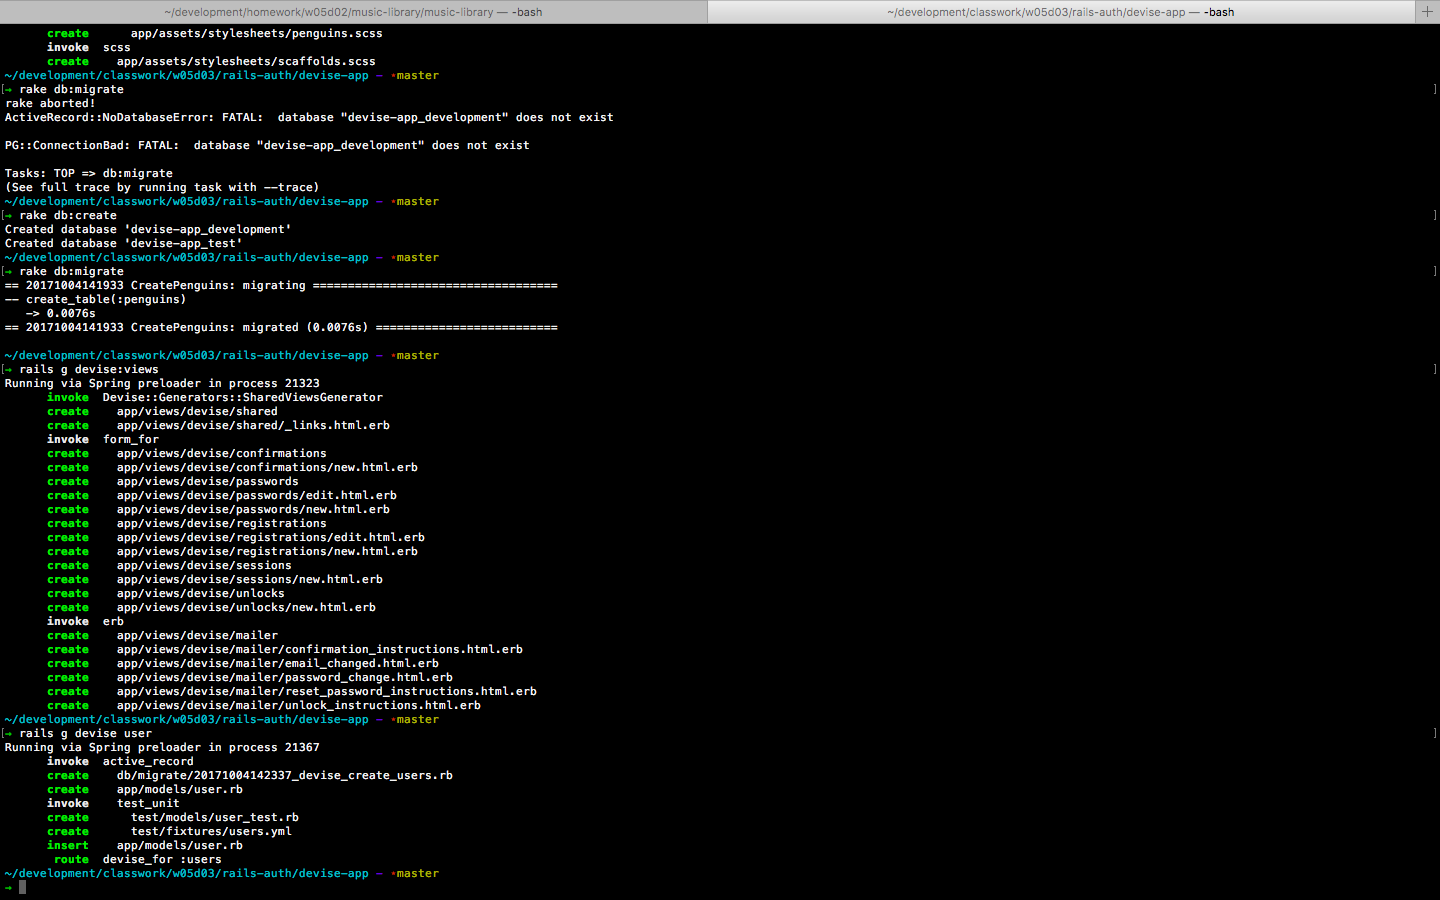 ~/development/homework/w05d02/music-library/music-library — -bash
~/development/classwork/w05d03/rails-auth/devise-app — -bash
create app/assets/stylesheets/penguins.scss
invoke scss
create app/assets/stylesheets/scaffolds.scss
~/development/classwork/w05d03/rails-auth/devise-app – •master
[→ rake db:migrate ]
rake aborted!
ActiveRecord::NoDatabaseError: FATAL:  database "devise-app_development" does not exist
PG::ConnectionBad: FATAL:  database "devise-app_development" does not exist
Tasks: TOP => db:migrate
(See full trace by running task with --trace)
~/development/classwork/w05d03/rails-auth/devise-app – •master
[→ rake db:create ]
Created database 'devise-app_development'
Created database 'devise-app_test'
~/development/classwork/w05d03/rails-auth/devise-app – •master
[→ rake db:migrate ]
== 20171004141933 CreatePenguins: migrating ===================================
-- create_table(:penguins)
-> 0.0076s
== 20171004141933 CreatePenguins: migrated (0.0076s) ==========================
~/development/classwork/w05d03/rails-auth/devise-app – •master
[→ rails g devise:views ]
Running via Spring preloader in process 21323
invoke Devise::Generators::SharedViewsGenerator
create app/views/devise/shared
create app/views/devise/shared/_links.html.erb
invoke form_for
create app/views/devise/confirmations
create app/views/devise/confirmations/new.html.erb
create app/views/devise/passwords
create app/views/devise/passwords/edit.html.erb
create app/views/devise/passwords/new.html.erb
create app/views/devise/registrations
create app/views/devise/registrations/edit.html.erb
create app/views/devise/registrations/new.html.erb
create app/views/devise/sessions
create app/views/devise/sessions/new.html.erb
create app/views/devise/unlocks
create app/views/devise/unlocks/new.html.erb
invoke erb
create app/views/devise/mailer
create app/views/devise/mailer/confirmation_instructions.html.erb
create app/views/devise/mailer/email_changed.html.erb
create app/views/devise/mailer/password_change.html.erb
create app/views/devise/mailer/reset_password_instructions.html.erb
create app/views/devise/mailer/unlock_instructions.html.erb
~/development/classwork/w05d03/rails-auth/devise-app – •master
[→ rails g devise user ]
Running via Spring preloader in process 21367
invoke active_record
create db/migrate/20171004142337_devise_create_users.rb
create app/models/user.rb
invoke test_unit
create test/models/user_test.rb
create test/fixtures/users.yml
insert app/models/user.rb
route devise_for :users
~/development/classwork/w05d03/rails-auth/devise-app – •master
→